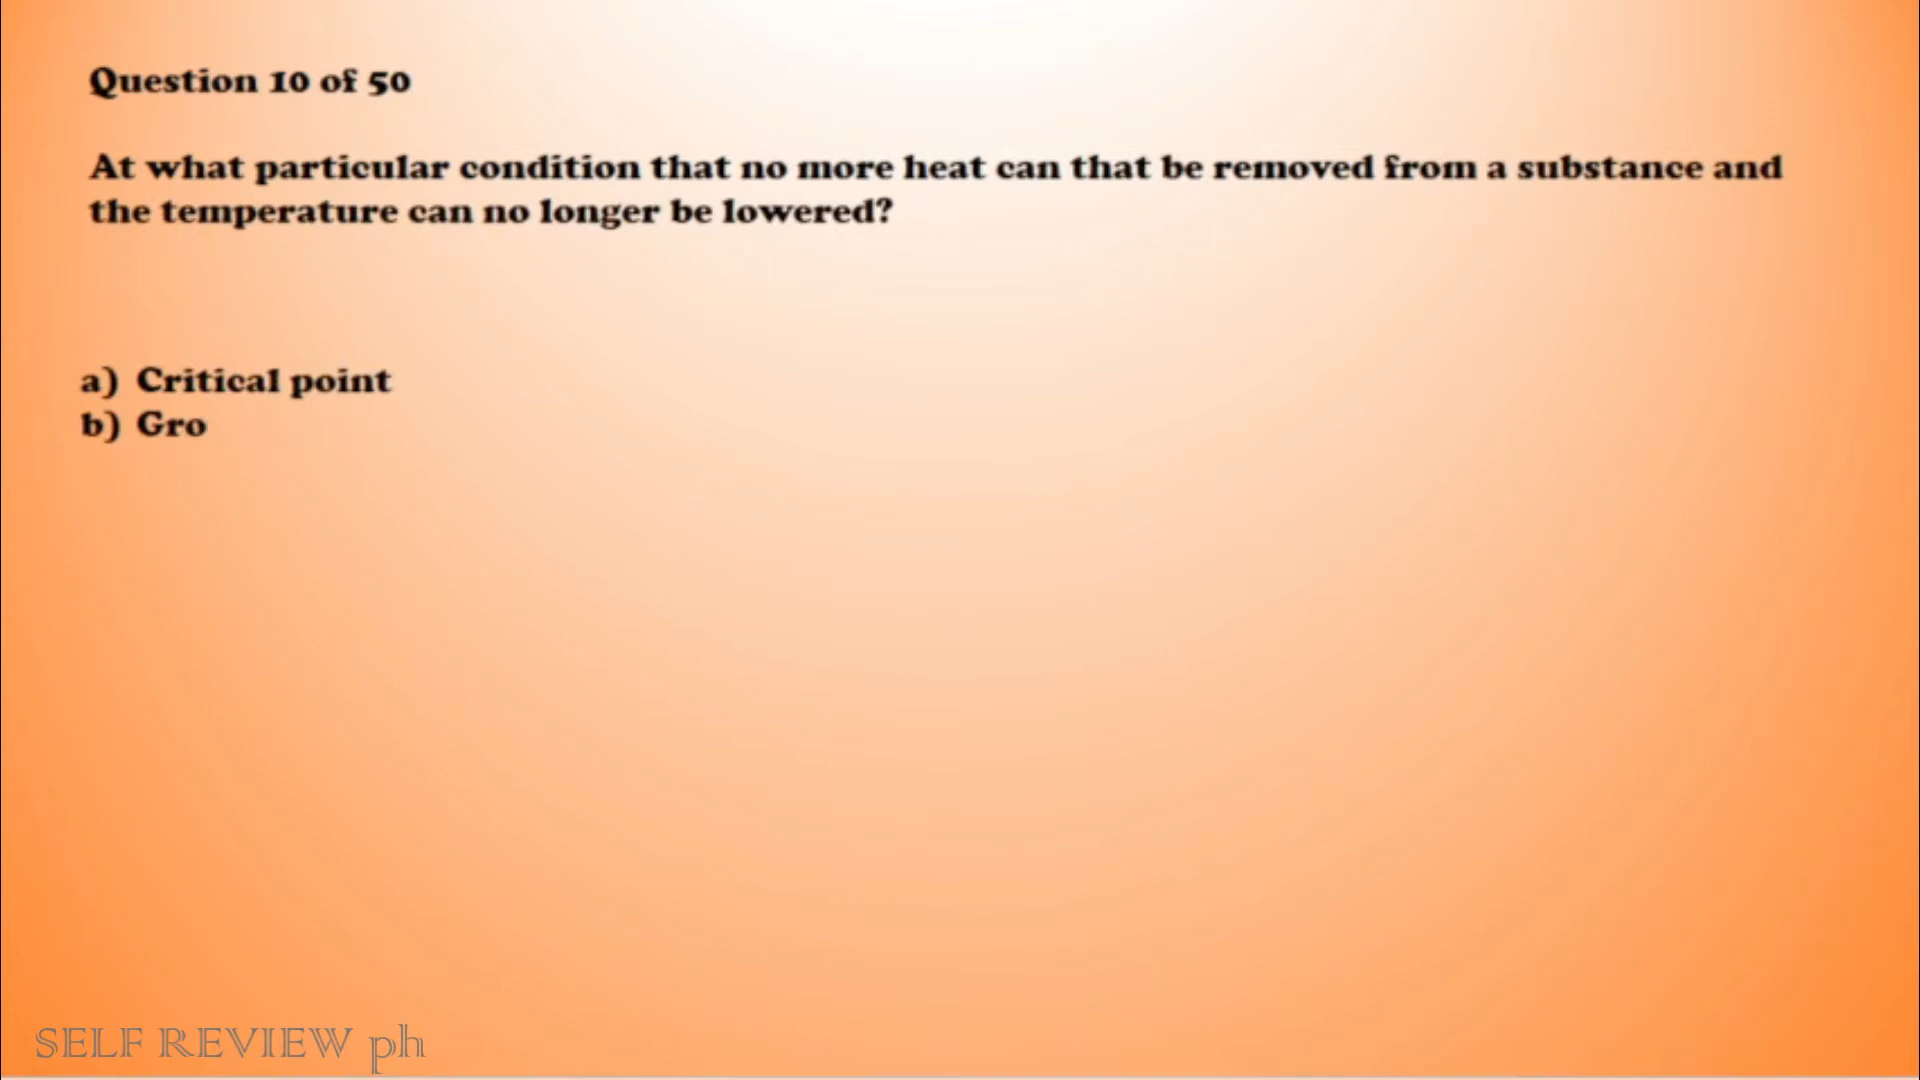 Question 10 of 50
At what particular condition that no more heat can that be removed from a substance and
the temperature can no longer be lowered?
a) Critical point
b) Gro
SELF REVIEW ph